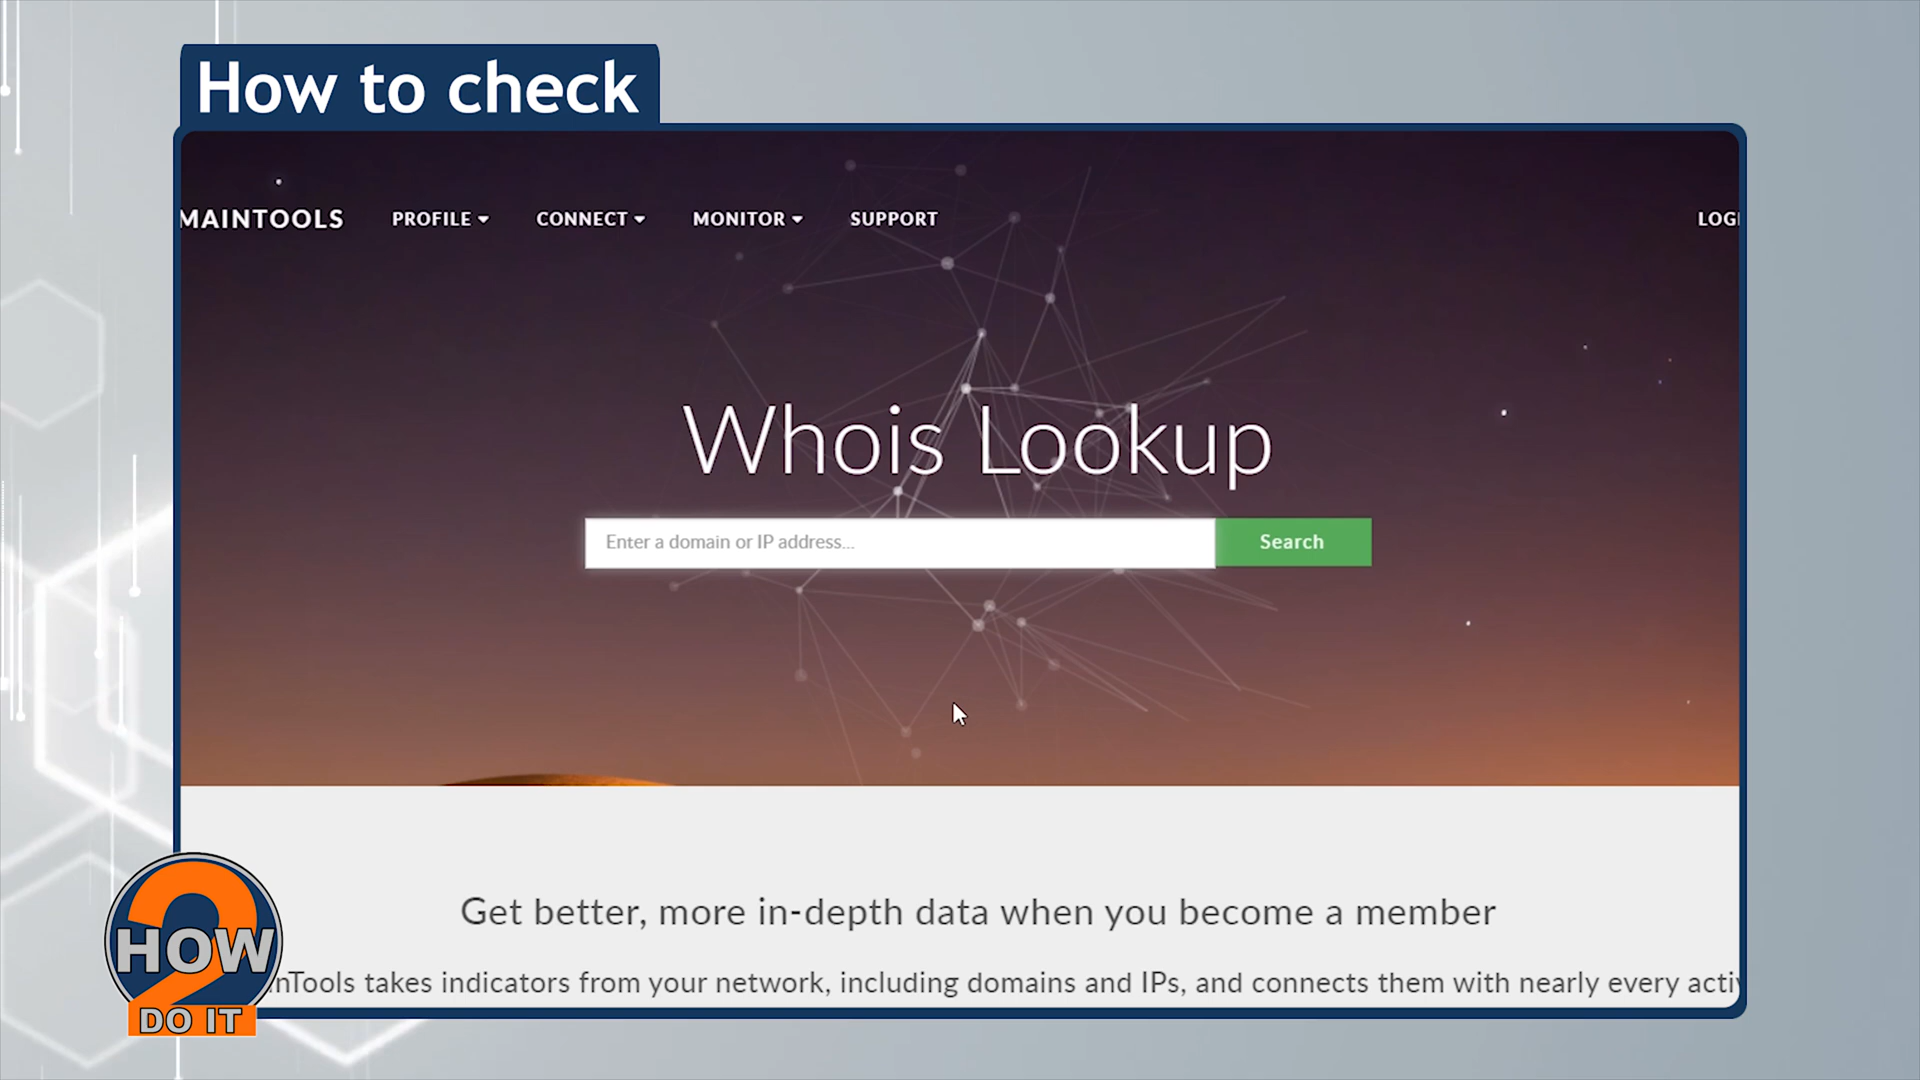 How to check
MAINTOOLS PROFILE CONNECT MONITOR SUPPORT LOGI
Whois Lookup
Enter a domain or IP address... Search
Get better, more in-depth data when you become a member
nTools takes indicators from your network, including domains and IPs, and connects them with nearly every acti
HOW
2
DO IT